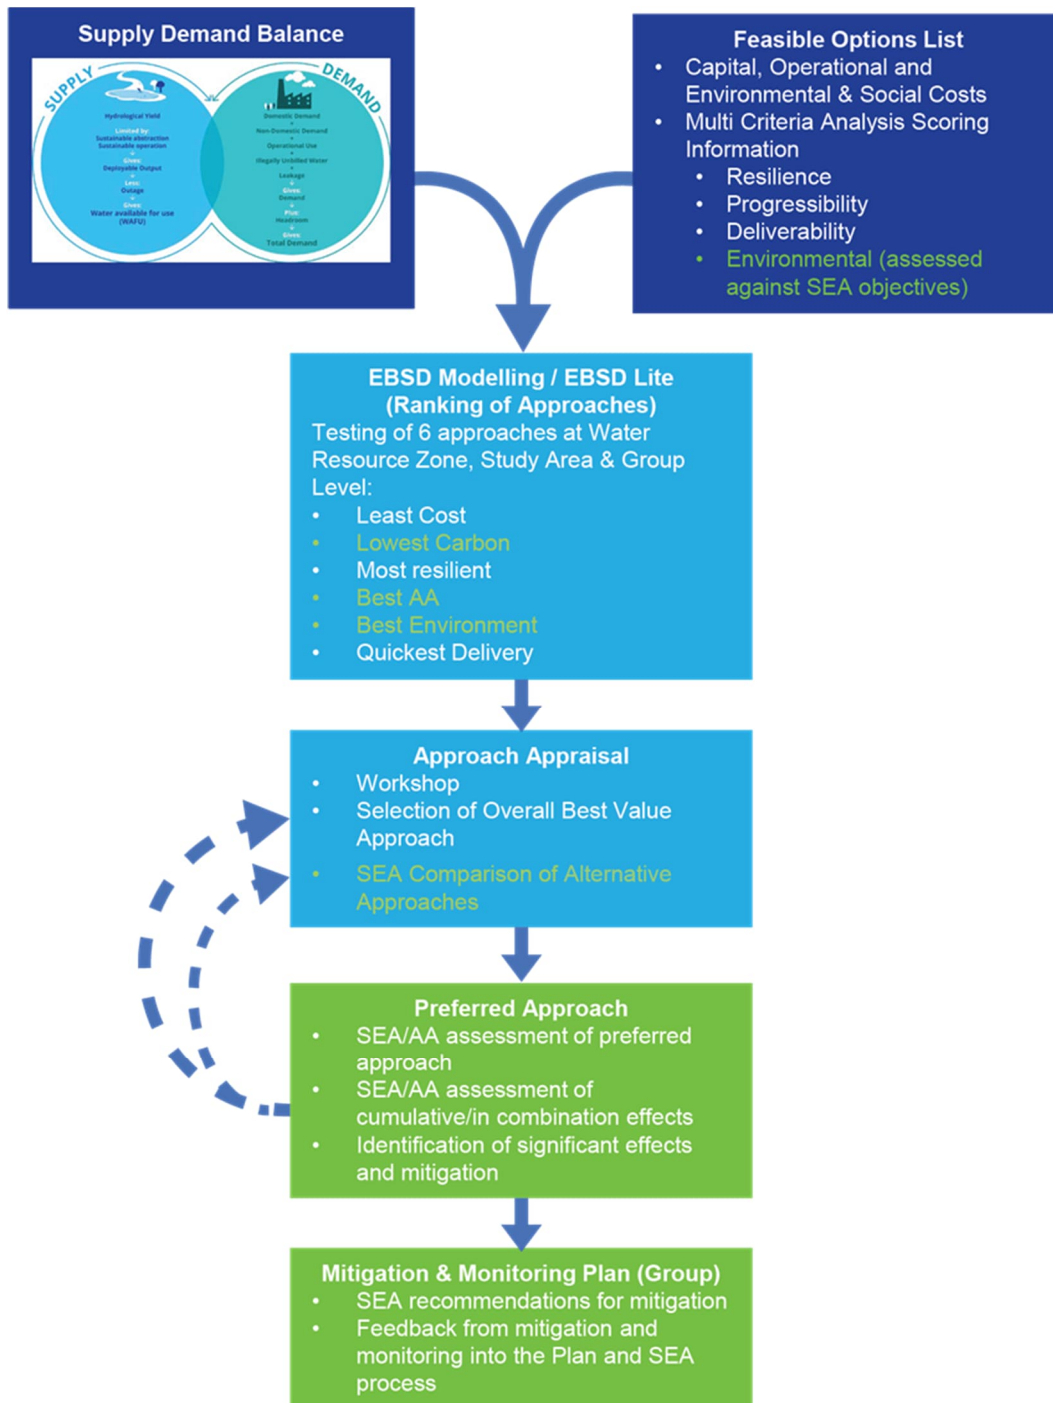 Supply Demand Balance
SUPPLY
Hydrological Yield
Limited by:
Sustainable abstraction
Sustainable operation
Gives:
Deployable Output
Less:
Outage
Gives:
Water available for use
(WAFU)
DEMAND
Domestic Demand
+
Non-Domestic Demand
+
Operational Use
+
Illegally Unbilled Water
+
Leakage
Gives:
Demand
Plus:
Headroom
Gives:
Total Demand
Feasible Options List
• Capital, Operational and
Environmental & Social Costs
• Multi Criteria Analysis Scoring
Information
• Resilience
• Progressibility
• Deliverability
• Environmental (assessed
against SEA objectives)
EBSD Modelling / EBSD Lite
(Ranking of Approaches)
Testing of 6 approaches at Water
Resource Zone, Study Area & Group
Level:
• Least Cost
• Lowest Carbon
• Most resilient
• Best AA
• Best Environment
• Quickest Delivery
Approach Appraisal
• Workshop
• Selection of Overall Best Value
Approach
• SEA Comparison of Alternative
Approaches
Preferred Approach
• SEA/AA assessment of preferred
approach
• SEA/AA assessment of
cumulative/in combination effects
• Identification of significant effects
and mitigation
Mitigation & Monitoring Plan (Group)
• SEA recommendations for mitigation
• Feedback from mitigation and
monitoring into the Plan and SEA
process